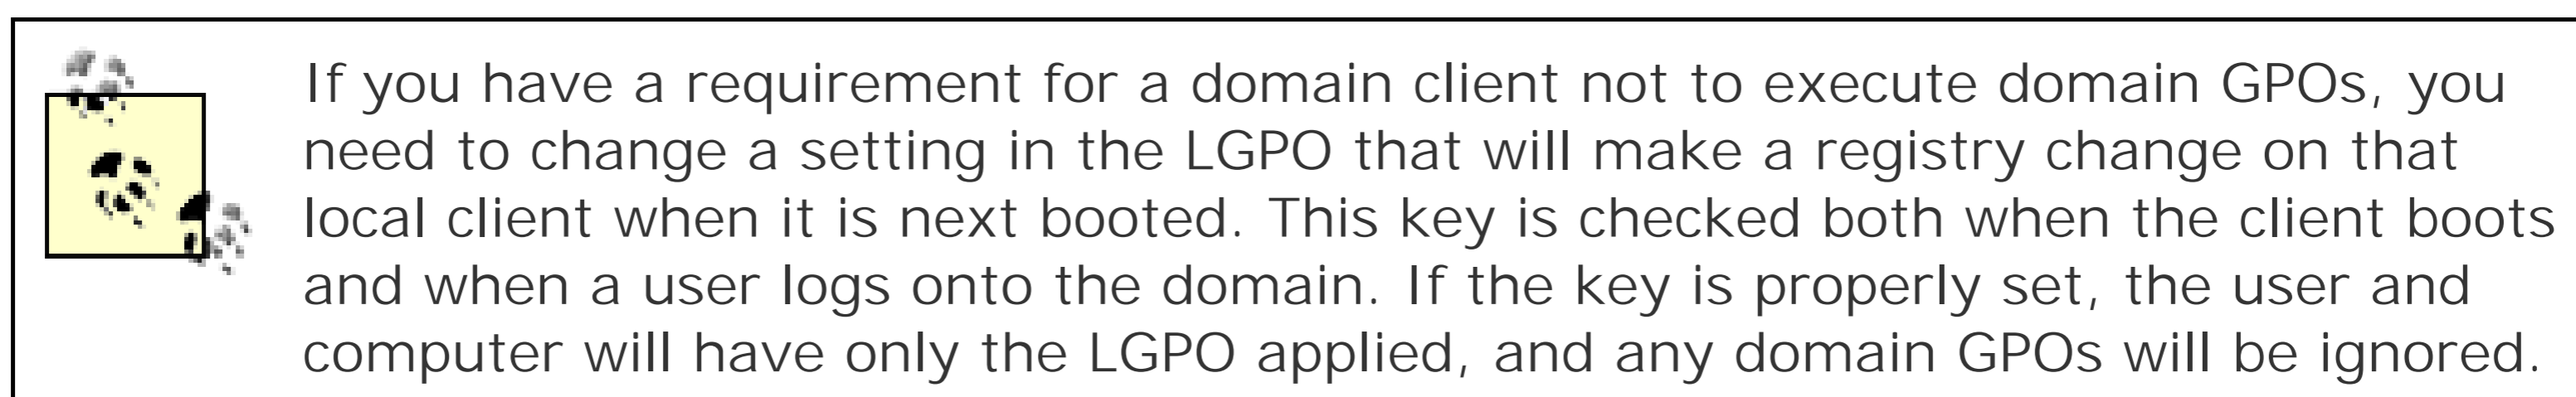 If you have a requirement for a domain client not to execute domain GPOs, you
need to change a setting in the LGPO that will make a registry change on that
local client when it is next booted. This key is checked both when the client boots
and when a user logs onto the domain. If the key is properly set, the user and
computer will have only the LGPO applied, and any domain GPOs will be ignored.